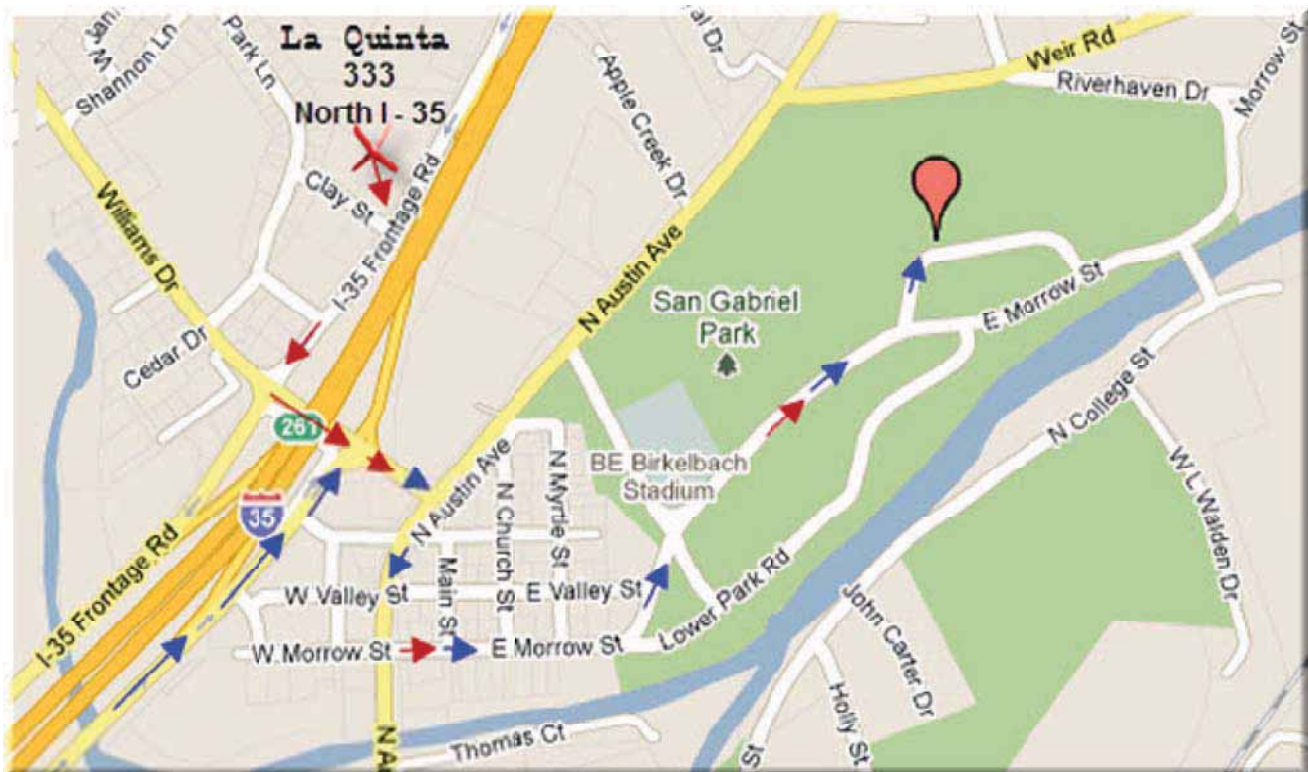 La Quinta
333
North I - 35
Park Ln
Shannon Ln
Clay St
Williams Dr
I-35 Frontage Rd
Cedar Dr
Apple Creek Dr
N Austin Ave
Weir Rd
Riverhaven Dr
Morrow St
San Gabriel
Park
E Morrow St
261
35
BE Birkelbach
Stadium
N Austin Ave
N Church St
N Myrtle St
Main St
N College St
W L Walden Dr
I-35 Frontage Rd
W Valley St
E Valley St
Lower Park Rd
W Morrow St
E Morrow St
John Carter Dr
Holly St
Thomas Ct
St